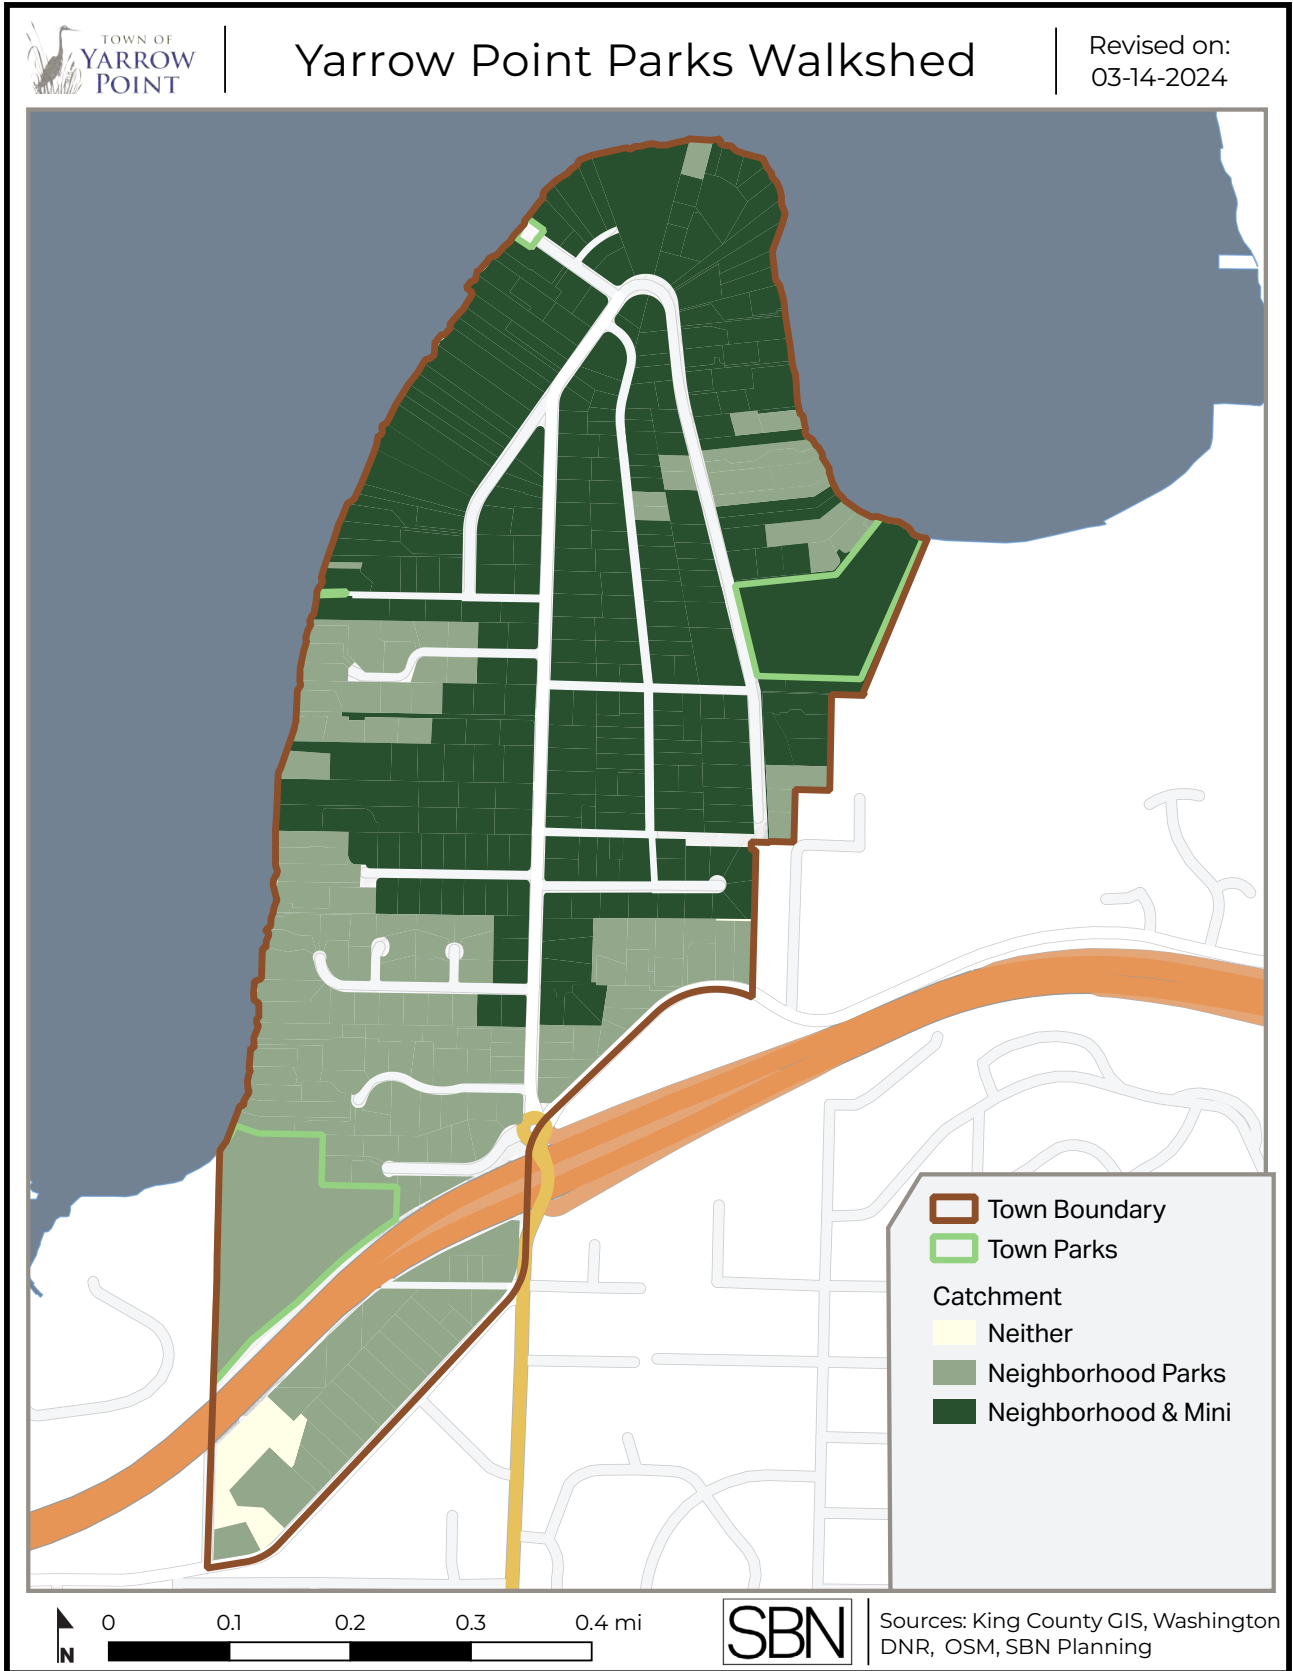 TOWN OF
YARROW
POINT
Yarrow Point Parks Walkshed
Revised on:
03-14-2024
Town Boundary
Town Parks
Catchment
Neither
Neighborhood Parks
Neighborhood & Mini
N
0 0.1 0.2 0.3 0.4 mi
SBN
Sources: King County GIS, Washington
DNR, OSM, SBN Planning